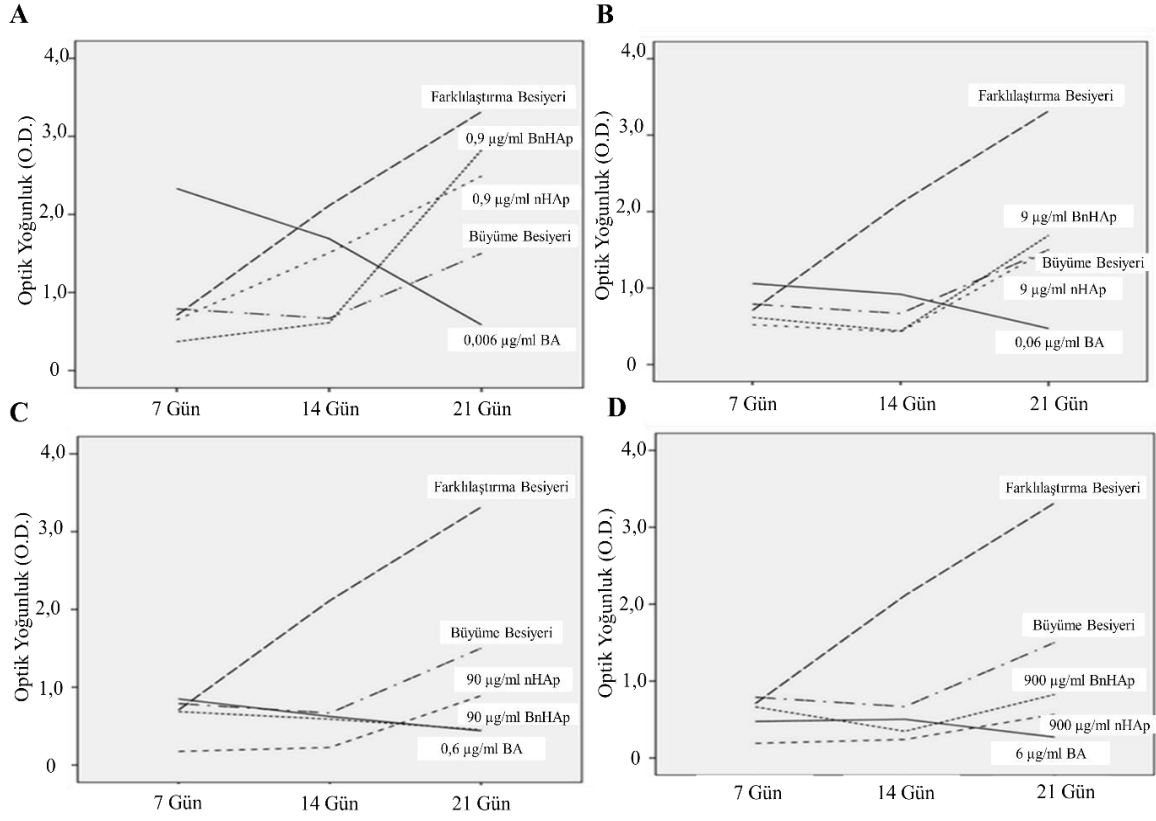 A
Optik Yoğunluk (O.D.)
4,0
3,0
2,0
1,0
0
Farklılaştırma Besiyeri
0,9 µg/ml BnHAp
0,9 µg/ml nHAp
Büyüme Besiyeri
0,006 µg/ml BA
7 Gün
14 Gün
21 Gün
B
Optik Yoğunluk (O.D.)
4,0
3,0
2,0
1,0
0
Farklılaştırma Besiyeri
9 µg/ml BnHAp
Büyüme Besiyeri
9 µg/ml nHAp
0,06 µg/ml BA
7 Gün
14 Gün
21 Gün
C
Optik Yoğunluk (O.D.)
4,0
3,0
2,0
1,0
0
Farklılaştırma Besiyeri
Büyüme Besiyeri
90 µg/ml nHAp
90 µg/ml BnHAp
0,6 µg/ml BA
7 Gün
14 Gün
21 Gün
D
Optik Yoğunluk (O.D.)
4,0
3,0
2,0
1,0
0
Farklılaştırma Besiyeri
Büyüme Besiyeri
900 µg/ml BnHAp
900 µg/ml nHAp
6 µg/ml BA
7 Gün
14 Gün
21 Gün